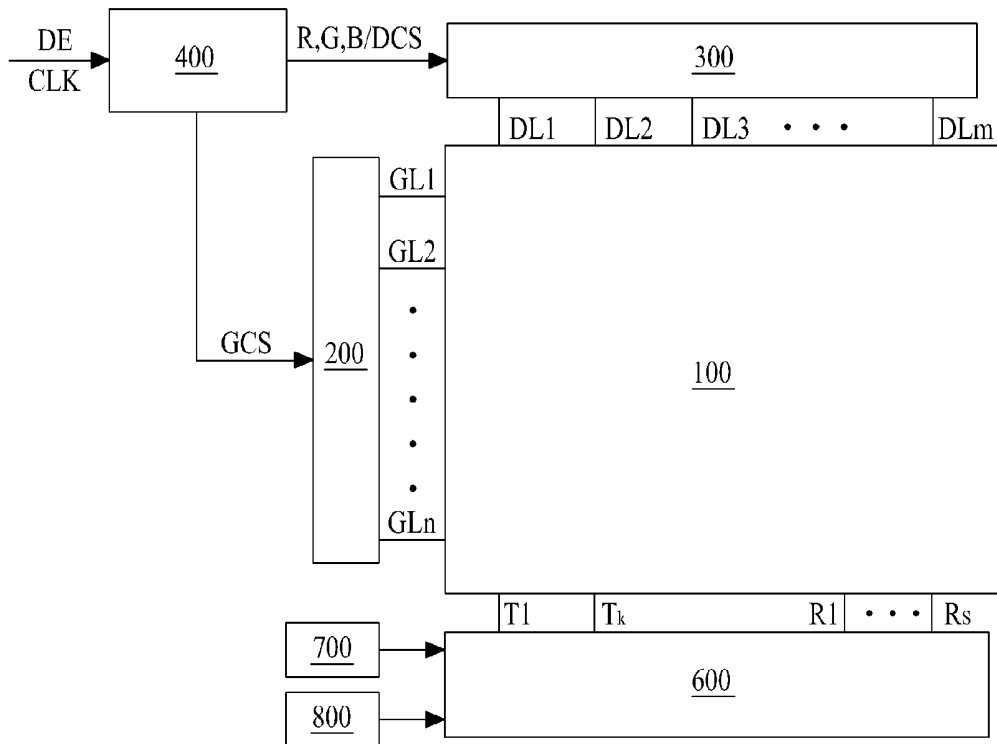 DE
CLK
400
R,G,B/DCS
300
DL1 DL2 DL3 • • • DLm
GL1
GL2
GCS
200
100
GLn
T1 Tk R1 • • • Rs
700
600
800